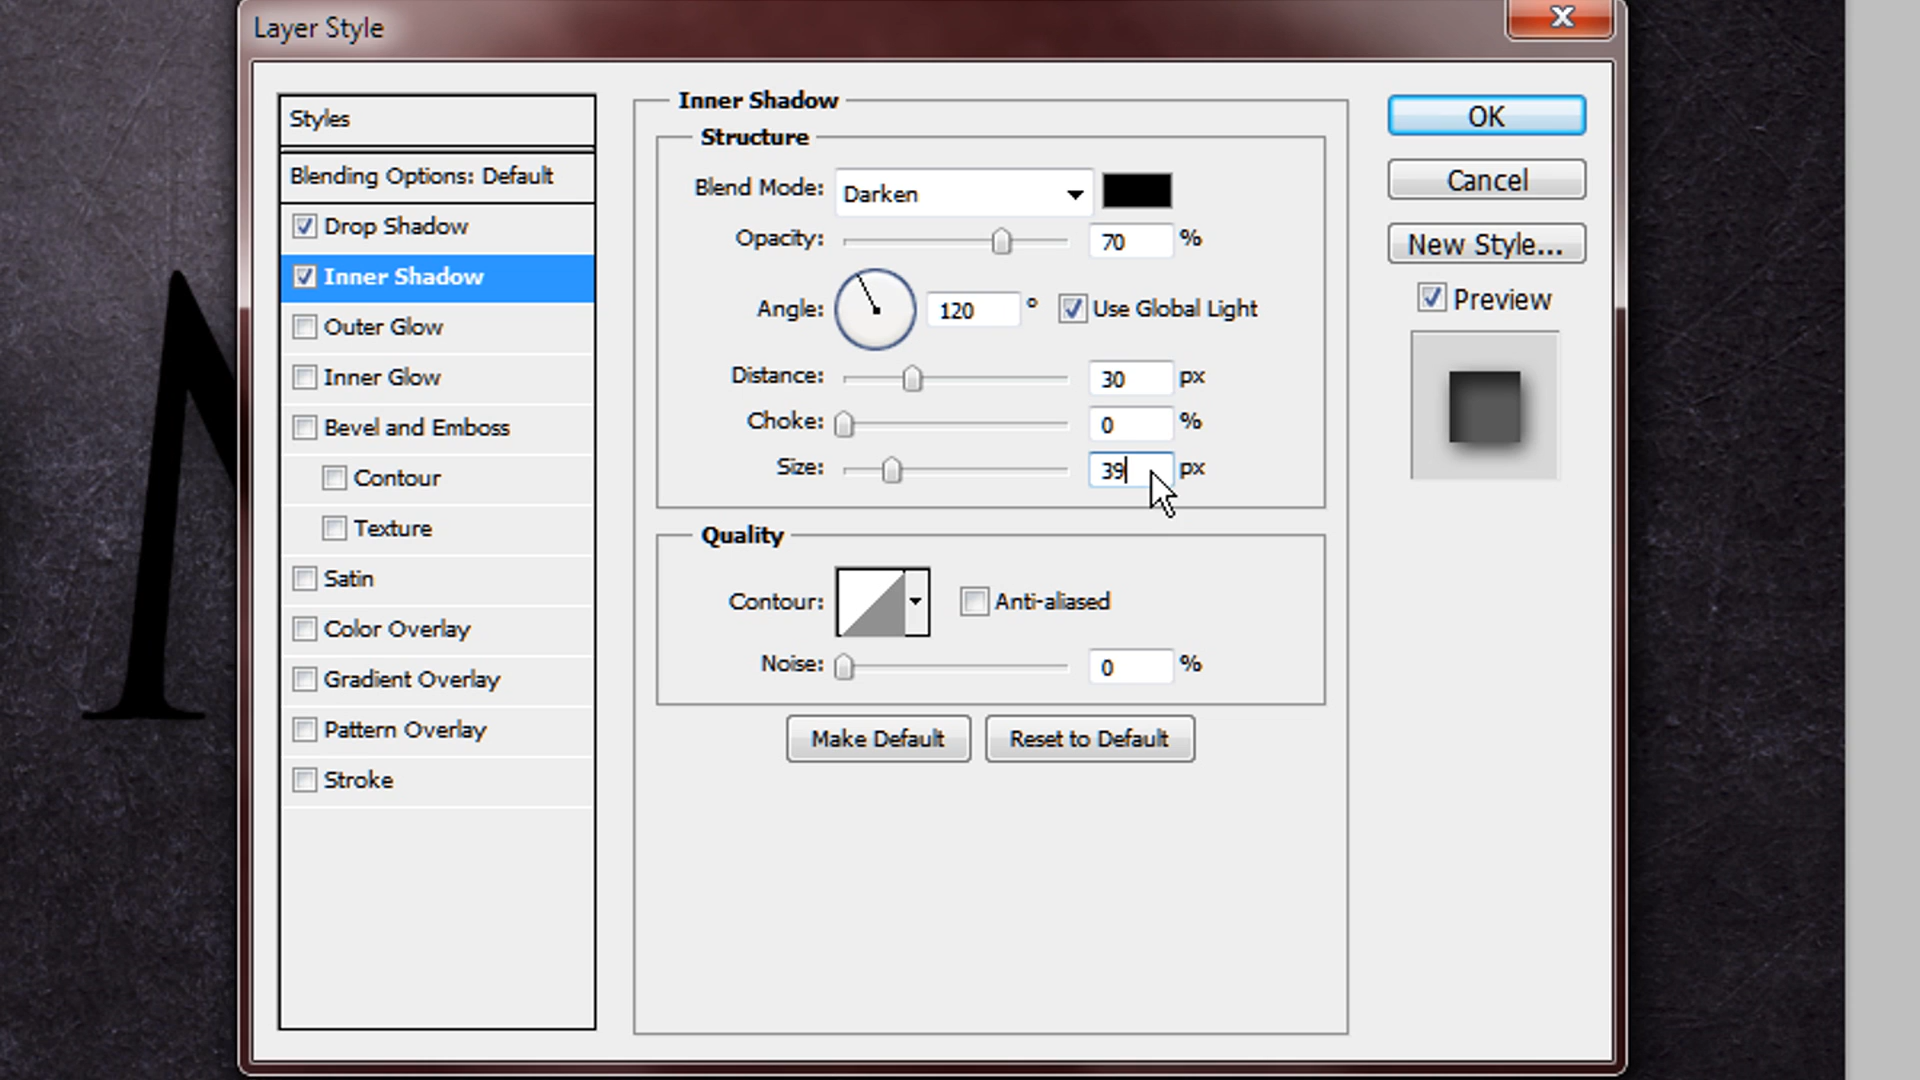 Layer Style
X
Styles
Blending Options: Default
Drop Shadow
Inner Shadow
Outer Glow
Inner Glow
Bevel and Emboss
Contour
Texture
Satin
Color Overlay
Gradient Overlay
Pattern Overlay
Stroke
Inner Shadow
Structure
Blend Mode: Darken
Opacity: 70 %
Angle: 120 ° Use Global Light
Distance: 30 px
Choke: 0 %
Size: 39 px
Quality
Contour: Anti-aliased
Noise: 0 %
Make Default Reset to Default
OK
Cancel
New Style...
Preview